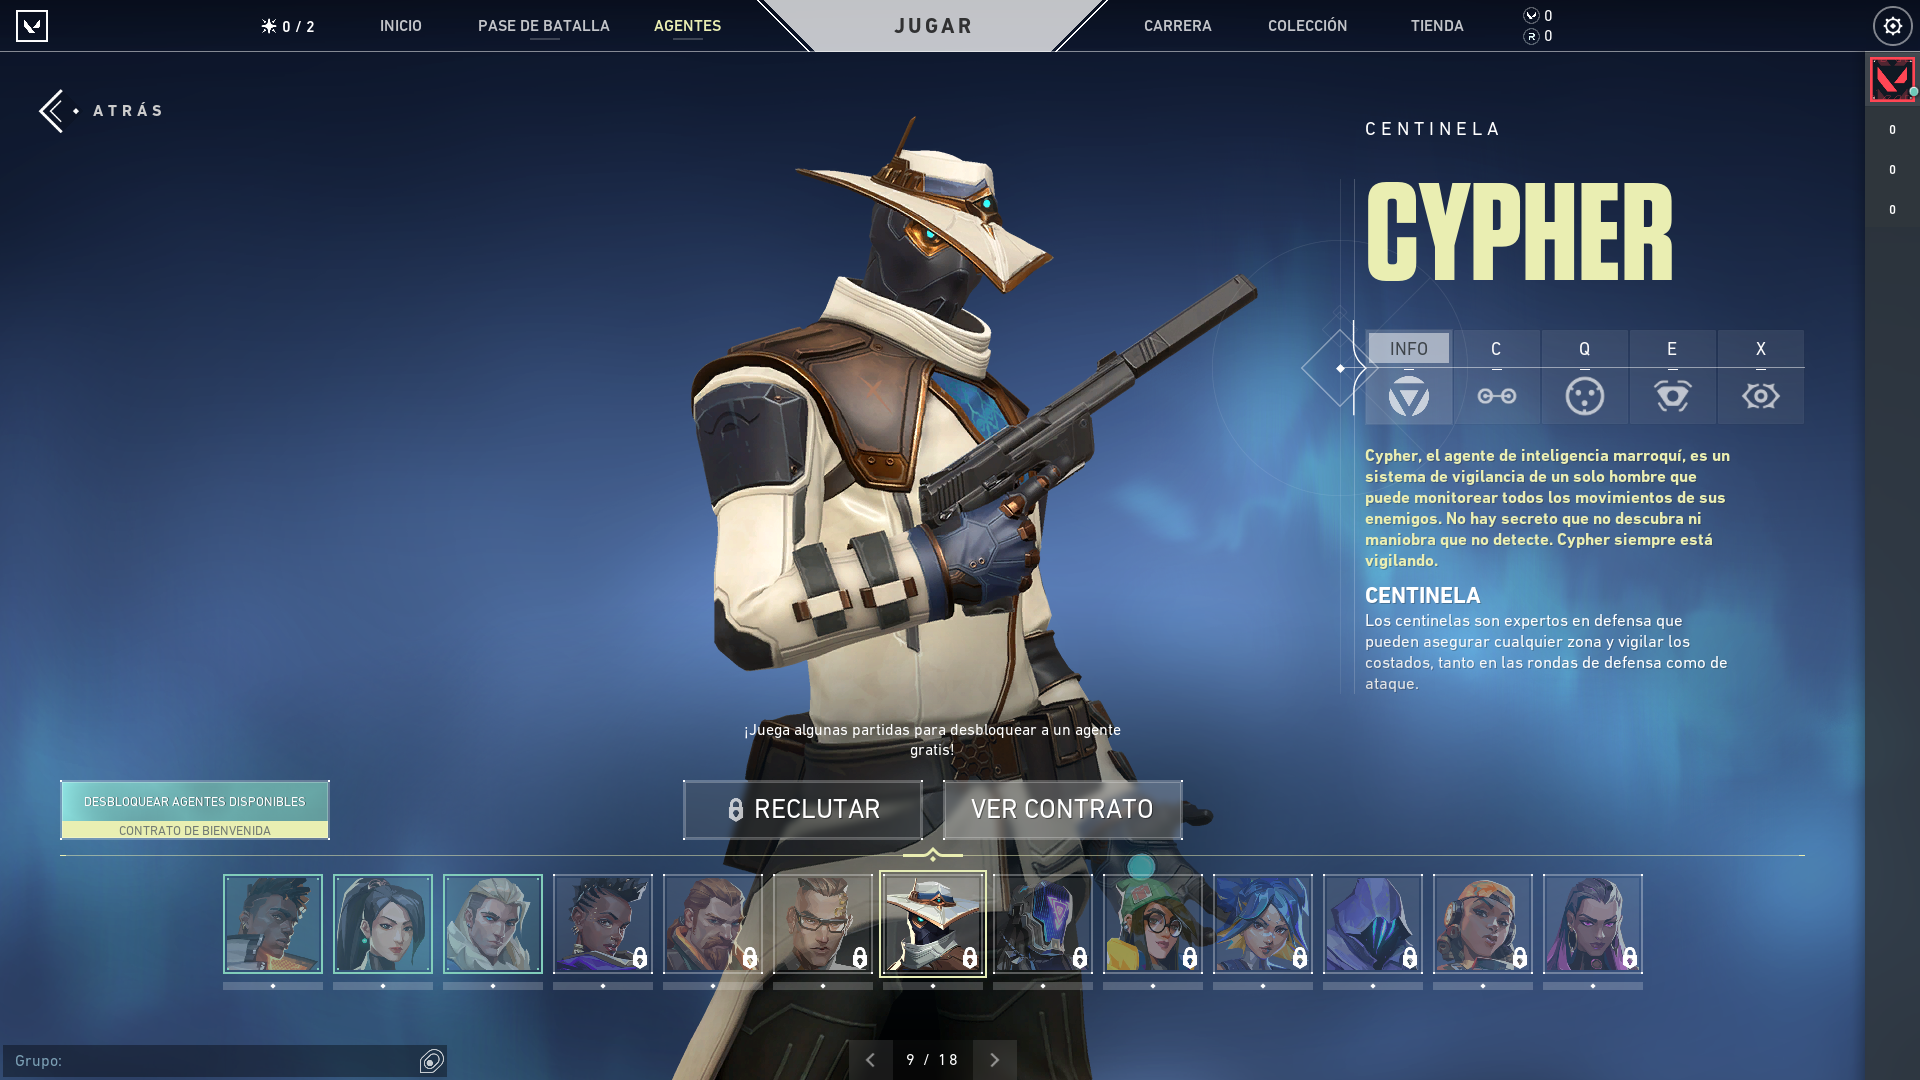 0 / 2
INICIO
PASE DE BATALLA
AGENTES
JUGAR
CARRERA
COLECCIÓN
TIENDA
0
R 0
ATRÁS
0
0
0
CENTINELA
CYPHER
INFO
C
Q
E
X
Cypher, el agente de inteligencia marroquí, es un
sistema de vigilancia de un solo hombre que
puede monitorear todos los movimientos de sus
enemigos. No hay secreto que no descubra ni
maniobra que no detecte. Cypher siempre está
vigilando.
CENTINELA
Los centinelas son expertos en defensa que
pueden asegurar cualquier zona y vigilar los
costados, tanto en las rondas de defensa como de
ataque.
¡Juega algunas partidas para desbloquear a un agente
gratis!
DESBLOQUEAR AGENTES DISPONIBLES
CONTRATO DE BIENVENIDA
RECLUTAR
VER CONTRATO
Grupo:
9 / 18